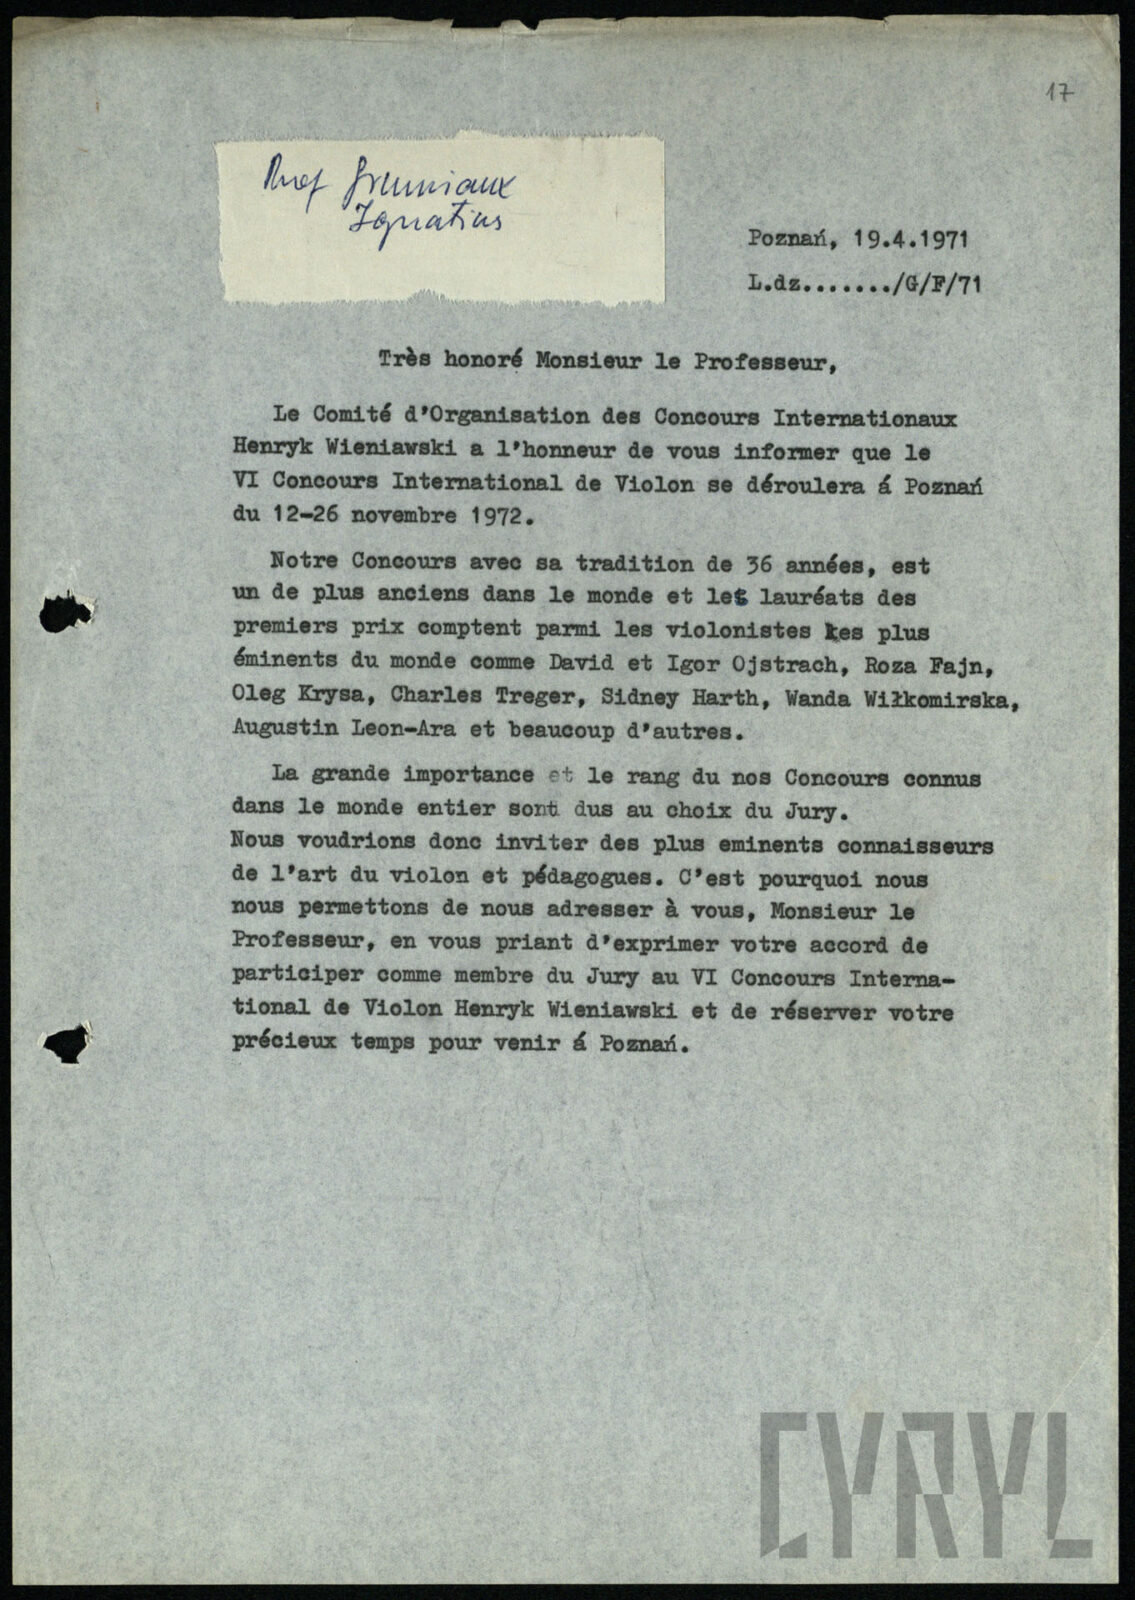 17
Prof Grumiaux
Ignatius
Poznań, 19.4.1971
L.dz......./G/F/71
Très honoré Monsieur le Professeur,
Le Comité d'Organisation des Concours Internationaux
Henryk Wieniawski a l'honneur de vous informer que le
VI Concours International de Violon se déroulera á Poznań
du 12-26 novembre 1972.
Notre Concours avec sa tradition de 36 années, est
un de plus anciens dans le monde et les lauréats des
premiers prix comptent parmi les violonistes les plus
éminents du monde comme David et Igor Ojstrach, Roza Fajn,
Oleg Krysa, Charles Treger, Sidney Harth, Wanda Wiłkomirska,
Augustin Leon-Ara et beaucoup d'autres.
La grande importance et le rang du nos Concours connus
dans le monde entier sont dus au choix du Jury.
Nous voudrions donc inviter des plus eminents connaisseurs
de l'art du violon et pédagogues. C'est pourquoi nous
nous permettons de nous adresser à vous, Monsieur le
Professeur, en vous priant d'exprimer votre accord de
participer comme membre du Jury au VI Concours Interna-
tional de Violon Henryk Wieniawski et de réserver votre
précieux temps pour venir á Poznań.
CYRYL